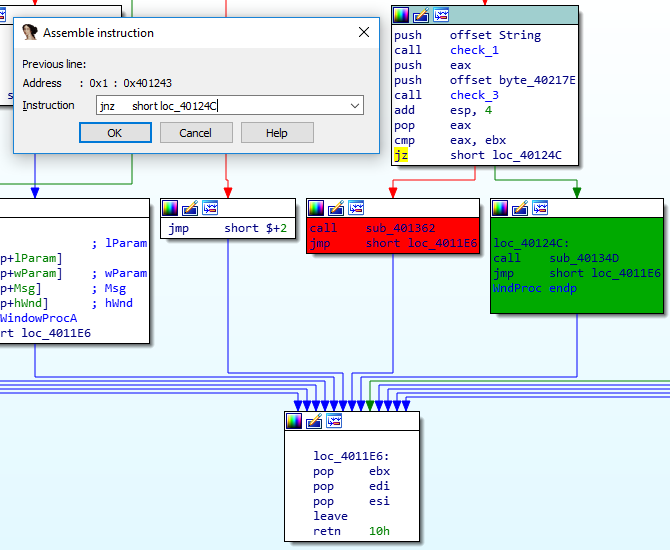 Assemble instruction
Previous line:
Address : 0x1 : 0x401243
Instruction jnz short loc_40124C
OK Cancel Help
push offset String
call check_1
push eax
push offset byte_40217E
call check_3
add esp, 4
pop eax
cmp eax, ebx
jz short loc_40124C
; lParam
p+lParam]
p+wParam] ; wParam
p+Msg] ; Msg
p+hWnd] ; hWnd
WindowProcA
rt loc_4011E6
jmp short $+2
call sub_401362
jmp short loc_4011E6
loc_40124C:
call sub_40134D
jmp short loc_4011E6
WndProc endp
loc_4011E6:
pop ebx
pop edi
pop esi
leave
retn 10h